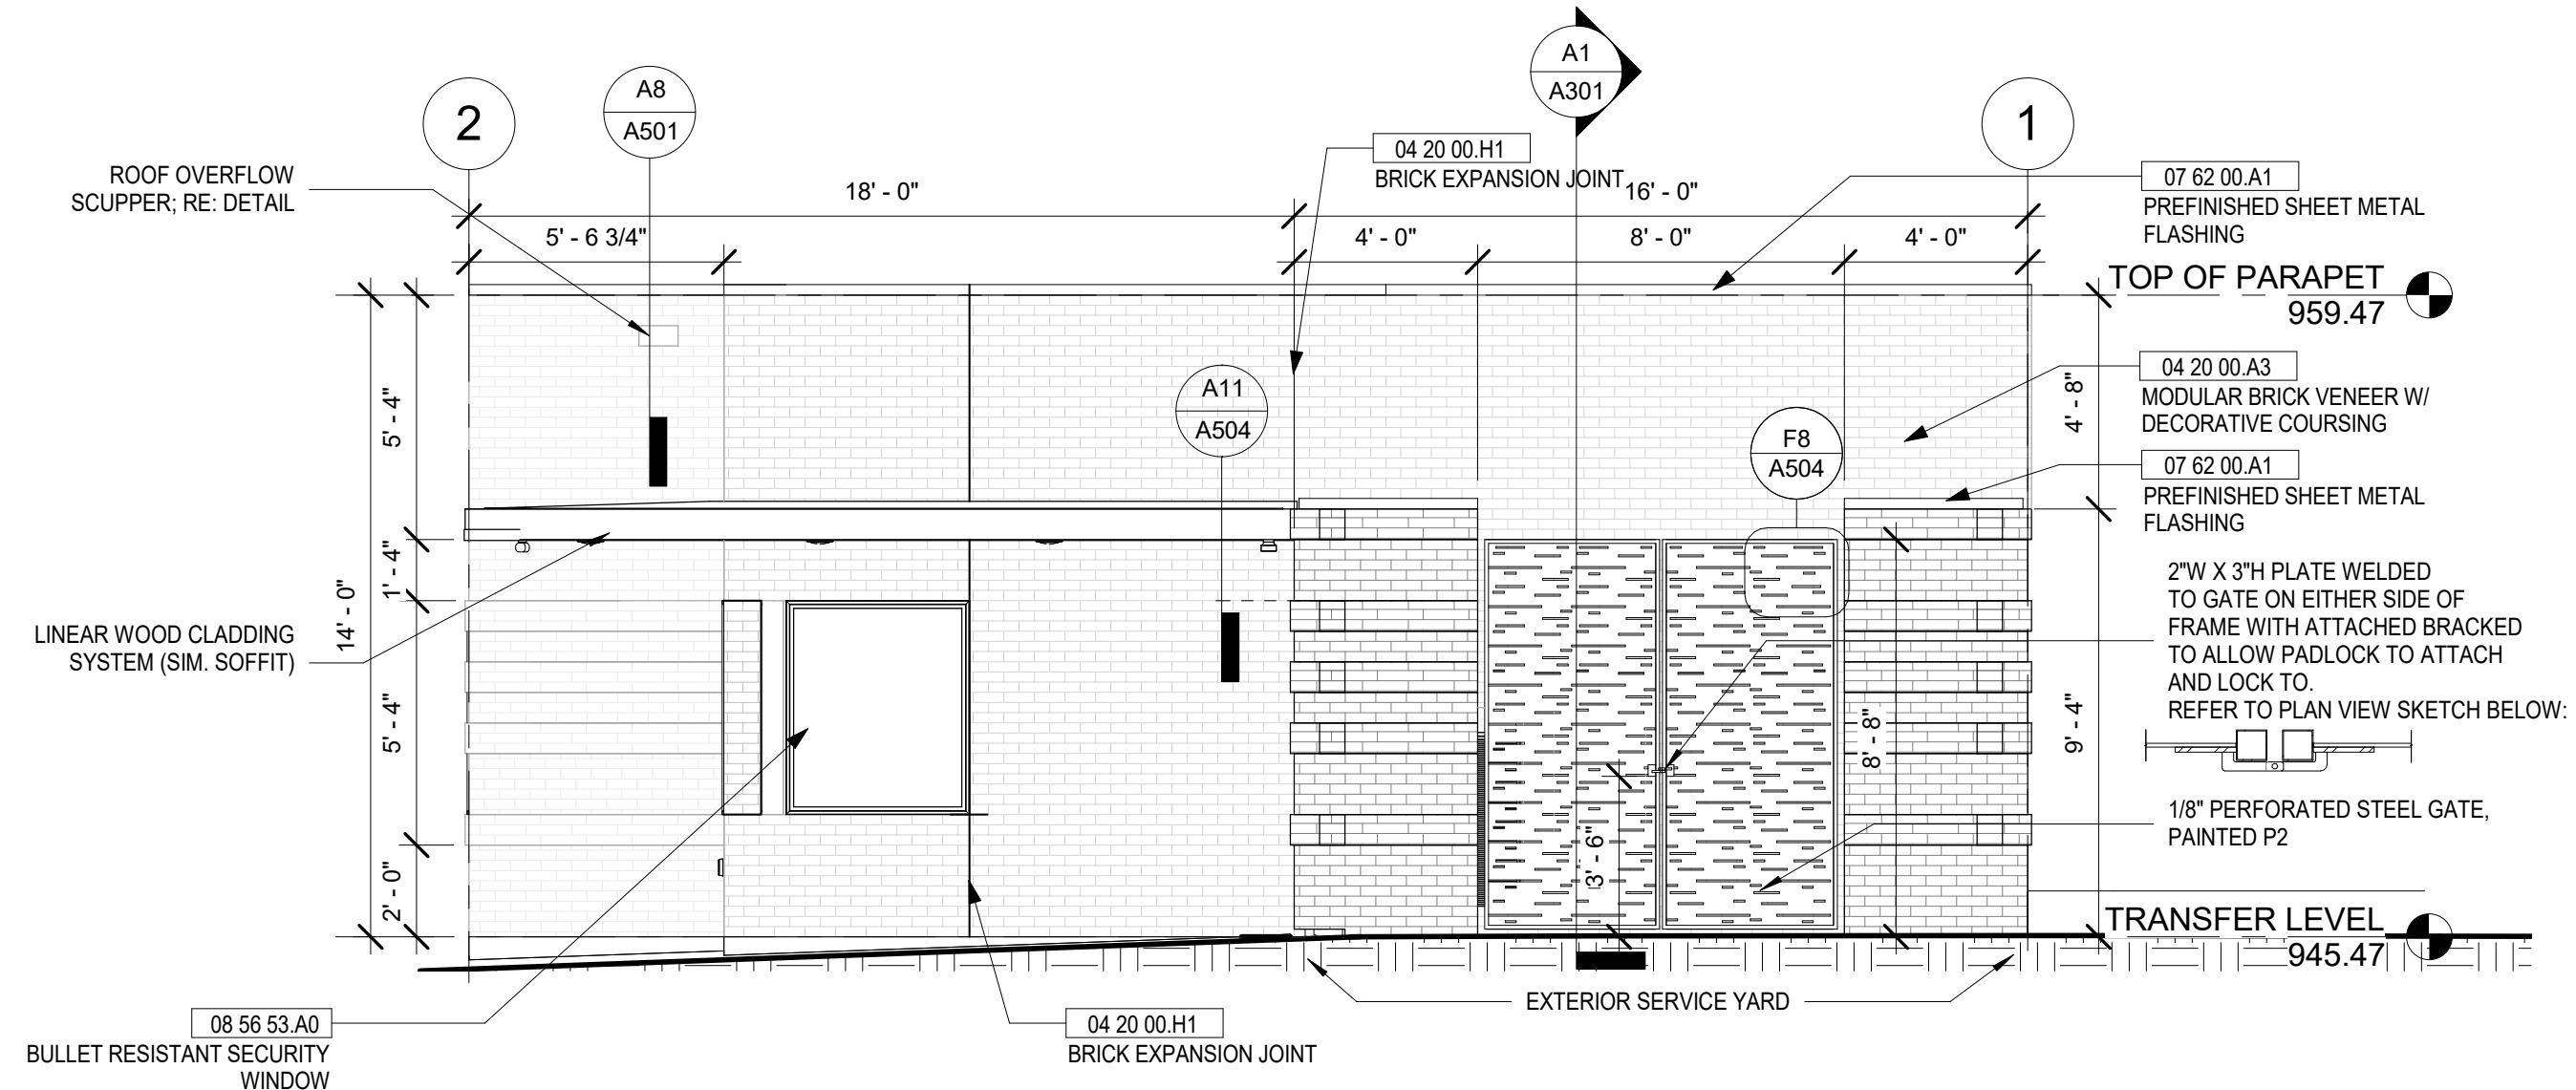 A1
A301
A8
A501
2
1
04 20 00.H1
BRICK EXPANSION JOINT
ROOF OVERFLOW
SCUPPER; RE: DETAIL
18' - 0"
16' - 0"
07 62 00.A1
PREFINISHED SHEET METAL
FLASHING
5' - 6 3/4"
4' - 0"
8' - 0"
4' - 0"
TOP OF PARAPET
959.47
5' - 4"
A11
A504
F8
A504
4' - 8"
04 20 00.A3
MODULAR BRICK VENEER W/
DECORATIVE COURSING
07 62 00.A1
PREFINISHED SHEET METAL
FLASHING
14' - 0"
1' - 4"
LINEAR WOOD CLADDING
SYSTEM (SIM. SOFFIT)
2"W X 3"H PLATE WELDED
TO GATE ON EITHER SIDE OF
FRAME WITH ATTACHED BRACKED
TO ALLOW PADLOCK TO ATTACH
AND LOCK TO.
REFER TO PLAN VIEW SKETCH BELOW:
5' - 4"
8' - 8"
9' - 4"
3' - 6"
1/8" PERFORATED STEEL GATE,
PAINTED P2
2' - 0"
TRANSFER LEVEL
945.47
EXTERIOR SERVICE YARD
08 56 53.A0
BULLET RESISTANT SECURITY
WINDOW
04 20 00.H1
BRICK EXPANSION JOINT